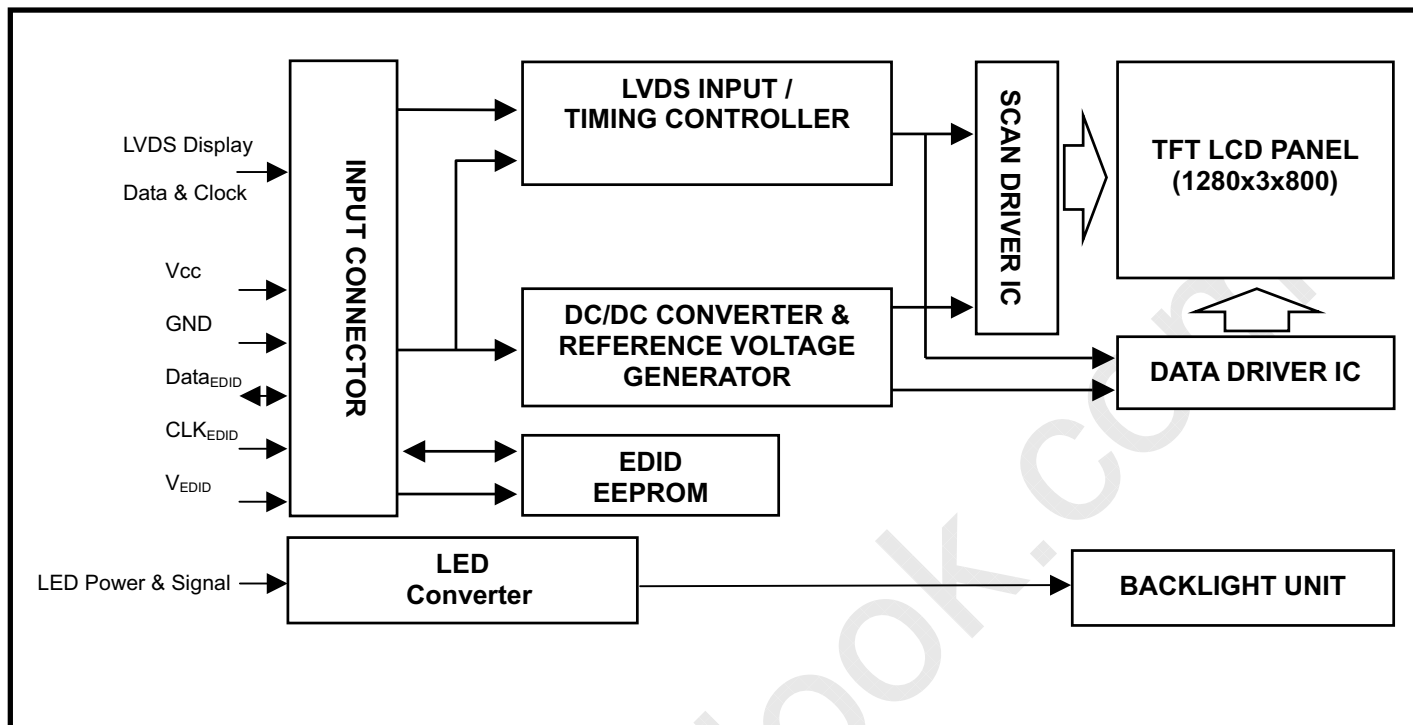 LVDS Display
Data & Clock
Vcc
GND
DataEDID
CLKEDID
VEDID
LED Power & Signal
INPUT CONNECTOR
LVDS INPUT /
TIMING CONTROLLER
DC/DC CONVERTER &
REFERENCE VOLTAGE
GENERATOR
EDID
EEPROM
LED
Converter
SCAN DRIVER IC
TFT LCD PANEL
(1280x3x800)
DATA DRIVER IC
BACKLIGHT UNIT
ook.com